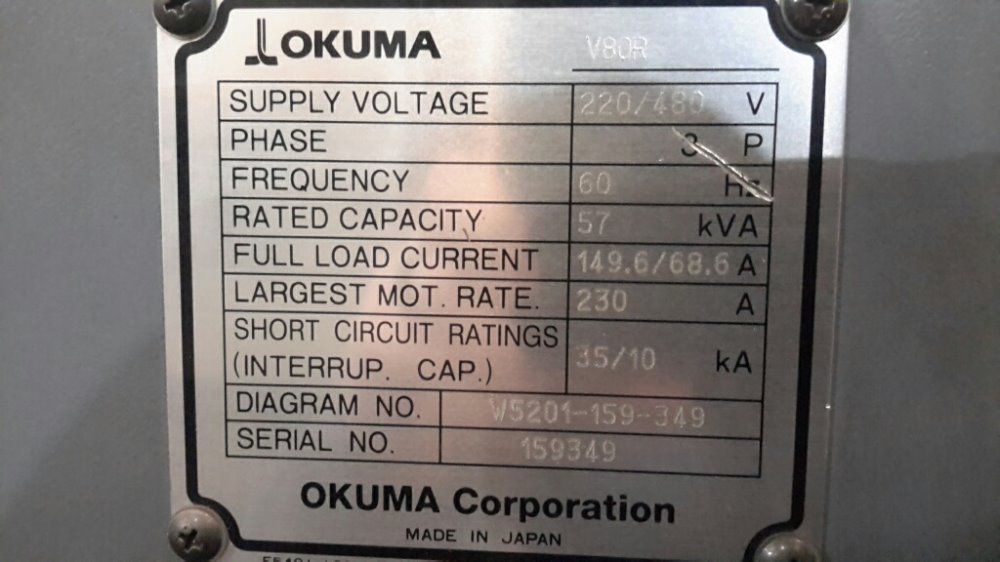 OKUMA V80R
SUPPLY VOLTAGE 220/480 V
PHASE 3 P
FREQUENCY 60 Hz
RATED CAPACITY 57 kVA
FULL LOAD CURRENT 149.6/68.6 A
LARGEST MOT. RATE. 230 A
SHORT CIRCUIT RATINGS
(INTERRUP. CAP.) 35/10 kA
DIAGRAM NO. W5201-159-349
SERIAL NO. 159349
OKUMA Corporation
MADE IN JAPAN